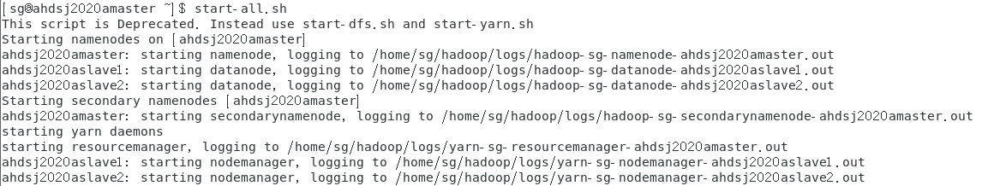 [sg@ahdsj2020amaster ~]$ start-all.sh
This script is Deprecated. Instead use start-dfs.sh and start-yarn.sh
Starting namenodes on [ahdsj2020amaster]
ahdsj2020amaster: starting namenode, logging to /home/sg/hadoop/logs/hadoop-sg-namenode-ahdsj2020amaster.out
ahdsj2020aslave1: starting datanode, logging to /home/sg/hadoop/logs/hadoop-sg-datanode-ahdsj2020aslave1.out
ahdsj2020aslave2: starting datanode, logging to /home/sg/hadoop/logs/hadoop-sg-datanode-ahdsj2020aslave2.out
Starting secondary namenodes [ahdsj2020amaster]
ahdsj2020amaster: starting secondarynamenode, logging to /home/sg/hadoop/logs/hadoop-sg-secondarynamenode-ahdsj2020amaster.out
starting yarn daemons
starting resourcemanager, logging to /home/sg/hadoop/logs/yarn-sg-resourcemanager-ahdsj2020amaster.out
ahdsj2020aslave1: starting nodemanager, logging to /home/sg/hadoop/logs/yarn-sg-nodemanager-ahdsj2020aslave1.out
ahdsj2020aslave2: starting nodemanager, logging to /home/sg/hadoop/logs/yarn-sg-nodemanager-ahdsj2020aslave2.out